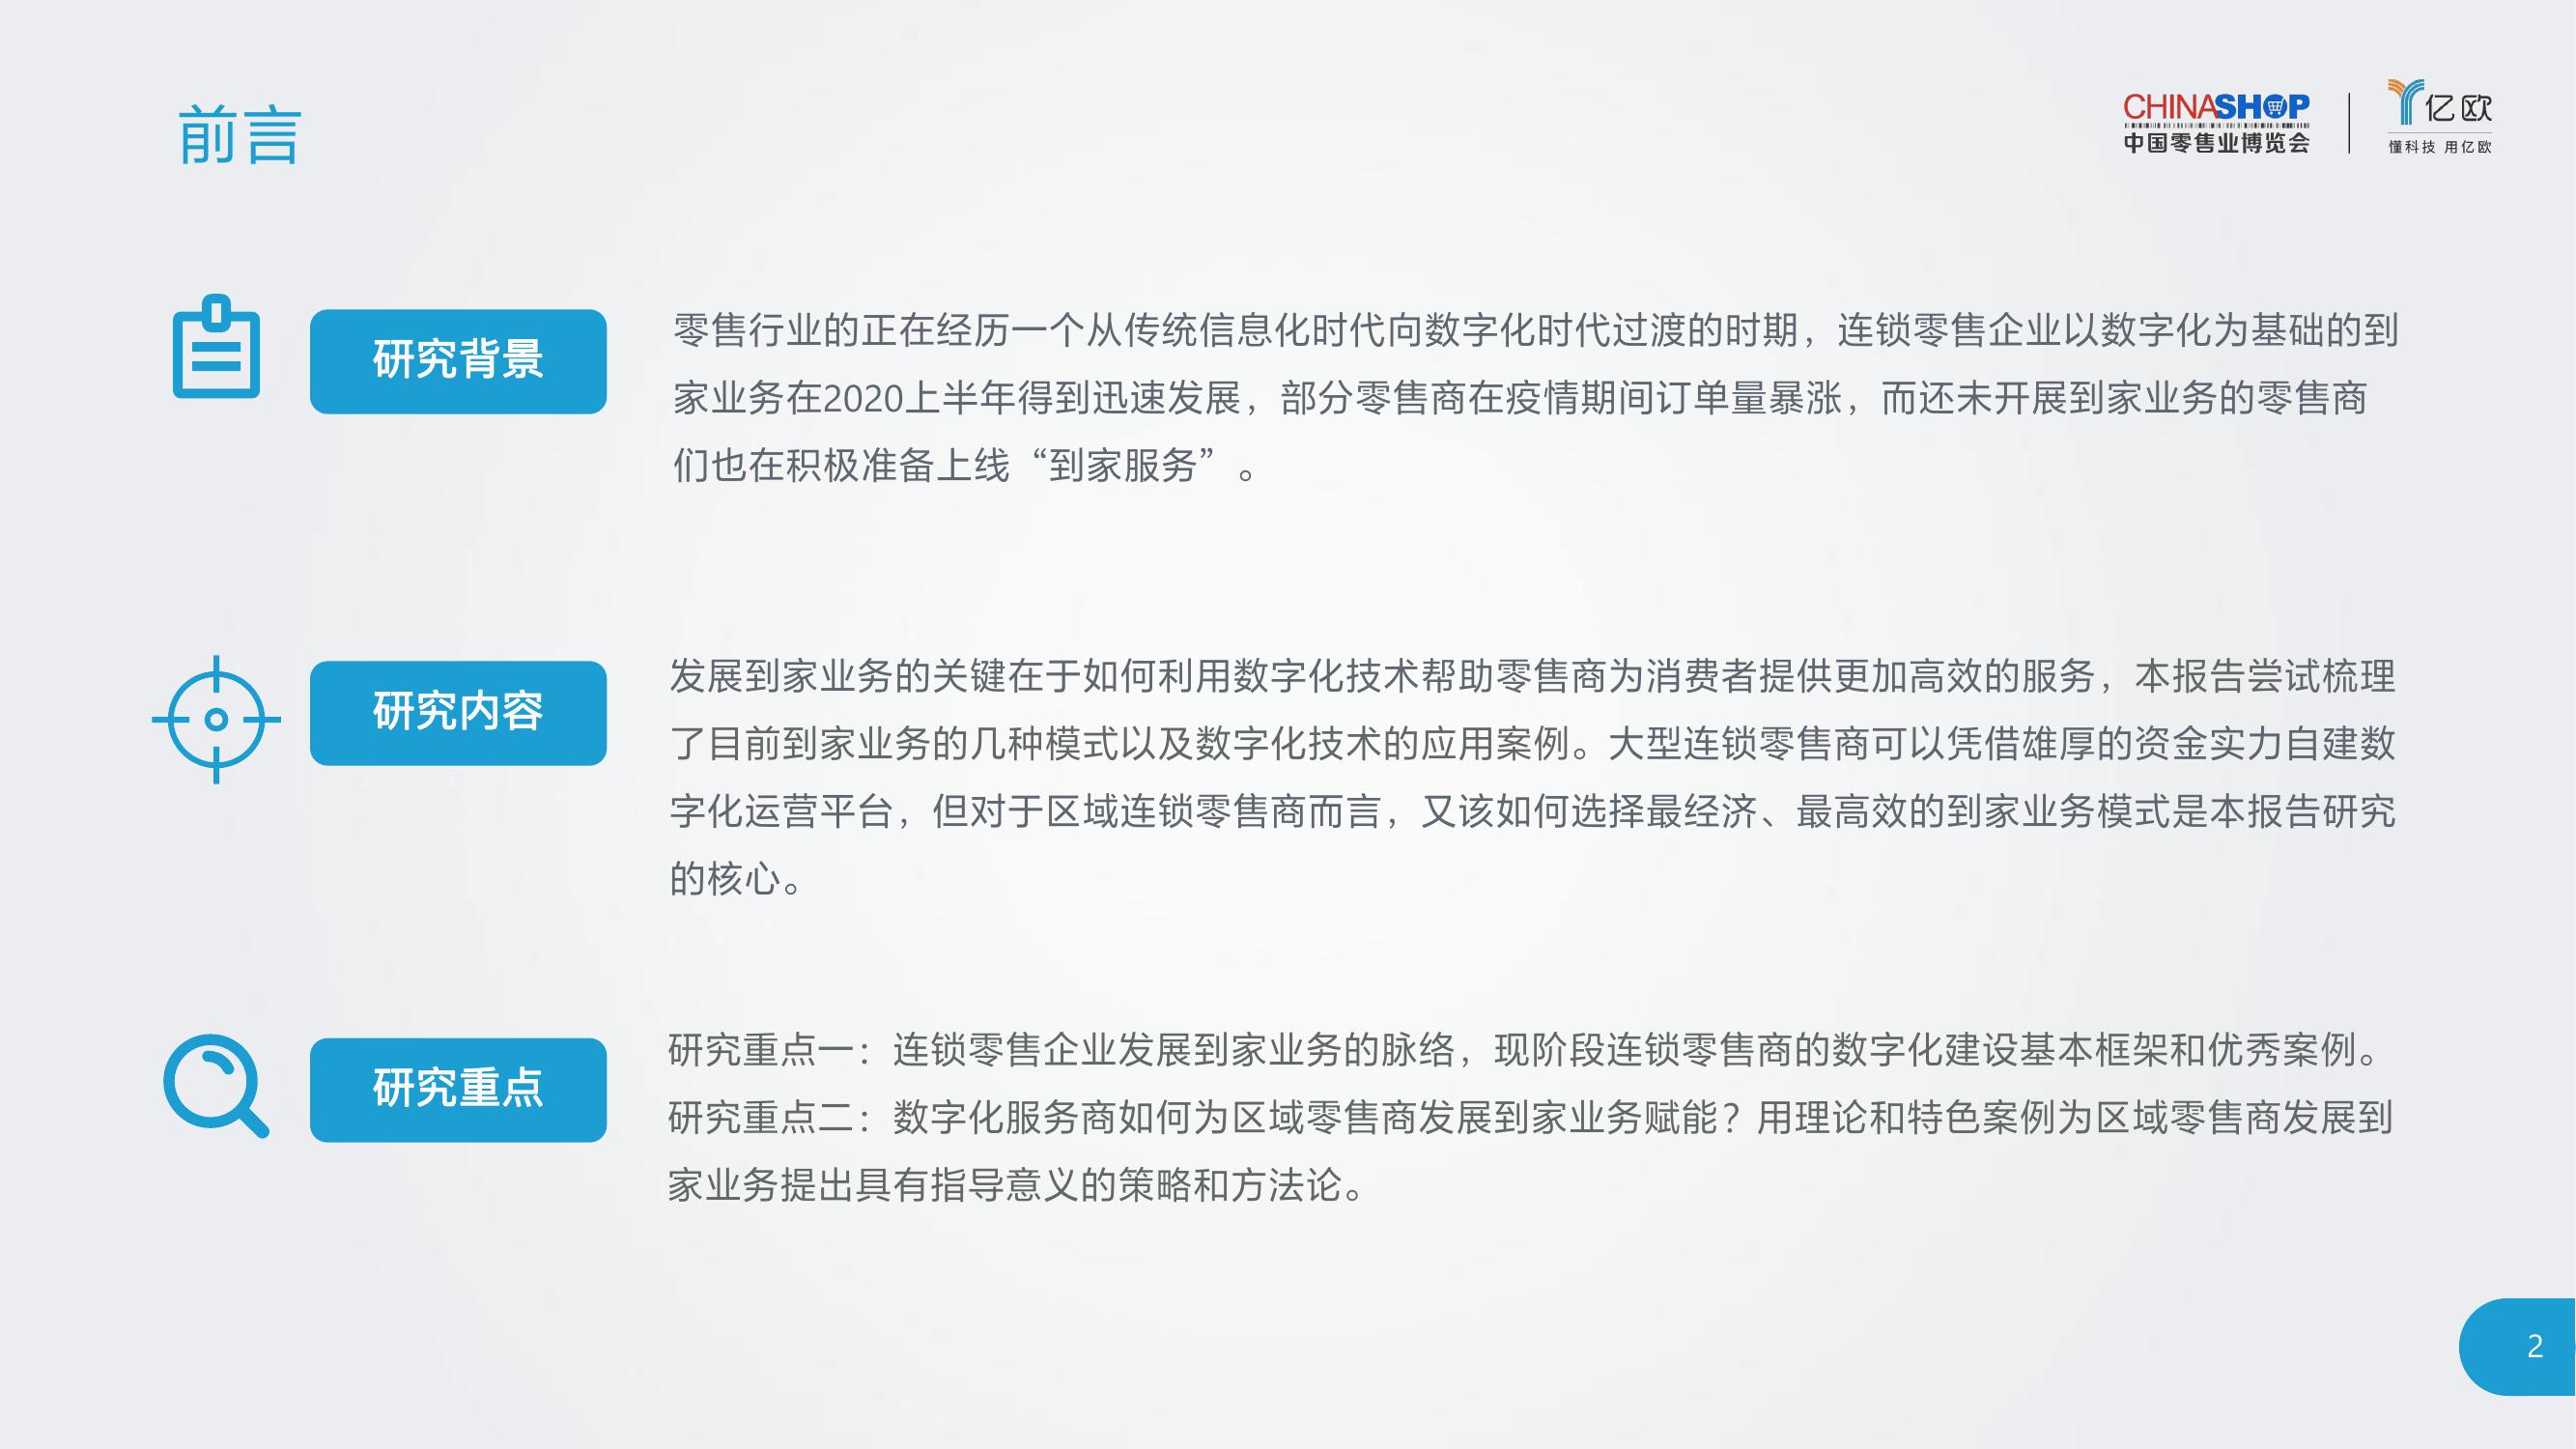 前言
CHINASHOP
中国零售业博览会
亿欧
懂科技 用亿欧
研究背景
零售行业的正在经历一个从传统信息化时代向数字化时代过渡的时期，连锁零售企业以数字化为基础的到
家业务在2020上半年得到迅速发展，部分零售商在疫情期间订单量暴涨，而还未开展到家业务的零售商
们也在积极准备上线“到家服务”。
研究内容
发展到家业务的关键在于如何利用数字化技术帮助零售商为消费者提供更加高效的服务，本报告尝试梳理
了目前到家业务的几种模式以及数字化技术的应用案例。大型连锁零售商可以凭借雄厚的资金实力自建数
字化运营平台，但对于区域连锁零售商而言，又该如何选择最经济、最高效的到家业务模式是本报告研究
的核心。
研究重点
研究重点一：连锁零售企业发展到家业务的脉络，现阶段连锁零售商的数字化建设基本框架和优秀案例。
研究重点二：数字化服务商如何为区域零售商发展到家业务赋能？用理论和特色案例为区域零售商发展到
家业务提出具有指导意义的策略和方法论。
2